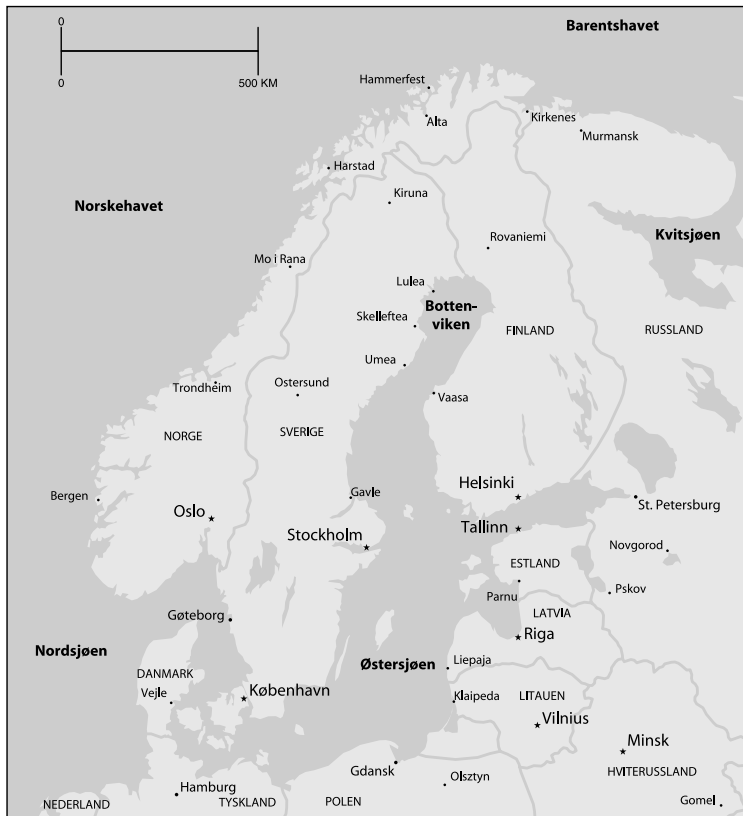 Barentshavet
0
0
500 KM
Hammerfest
Alta
Kirkenes
Murmansk
Harstad
Kiruna
Norskehavet
Rovaniemi
Kvitsjøen
Mo i Rana
Lulea
Botten-
viken
Skelleftea
FINLAND
RUSSLAND
Umea
Trondheim
Ostersund
Vaasa
NORGE
SVERIGE
Bergen
Oslo
Gavle
Helsinki
St. Petersburg
Stockholm
Tallinn
Novgorod
ESTLAND
Parnu
Pskov
Gøteborg
LATVIA
Riga
Nordsjøen
Østersjøen
Liepaja
DANMARK
Vejle
København
Klaipeda
LITAUEN
Vilnius
Minsk
Gdansk
Olsztyn
HVITERUSSLAND
Hamburg
NEDERLAND
TYSKLAND
POLEN
Gomel